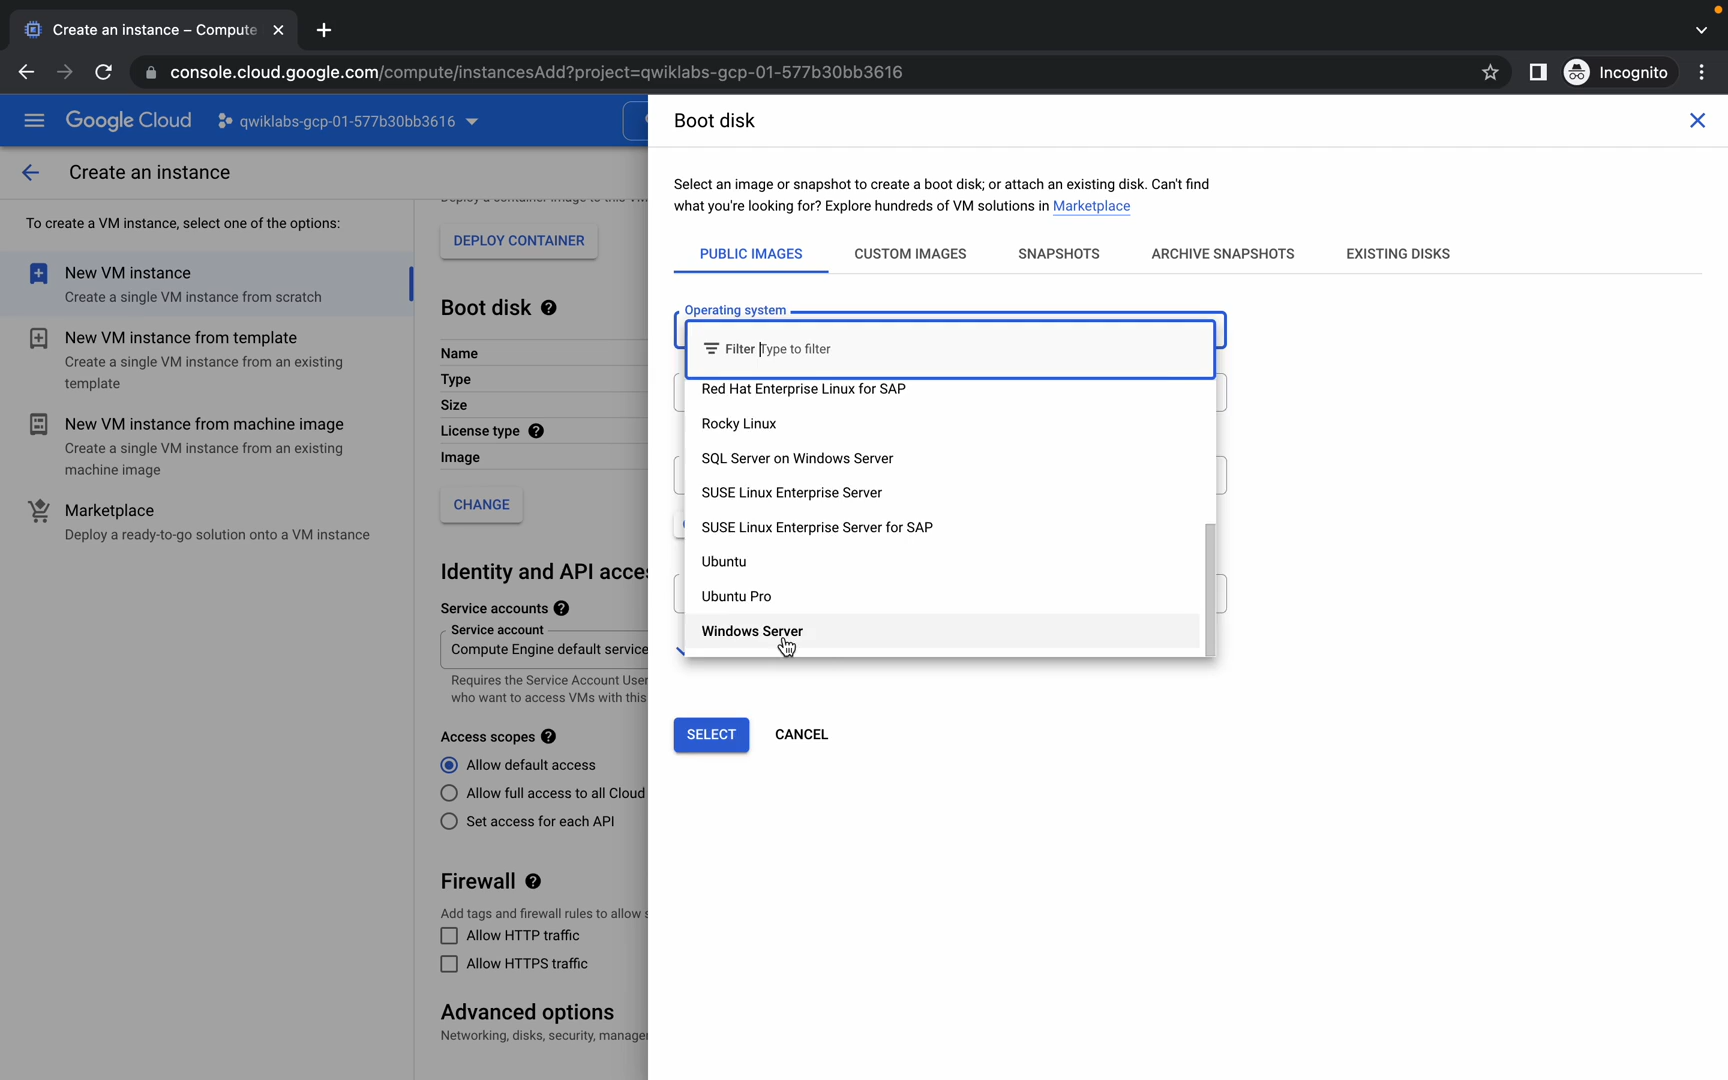 Create an instance – Compute
console.cloud.google.com/compute/instancesAdd?project=qwiklabs-gcp-01-577b30bb3616
Incognito
Google Cloud
qwiklabs-gcp-01-577b30bb3616
Create an instance
To create a VM instance, select one of the options:
New VM instance
Create a single VM instance from scratch
New VM instance from template
Create a single VM instance from an existing
template
New VM instance from machine image
Create a single VM instance from an existing
machine image
Marketplace
Deploy a ready-to-go solution onto a VM instance
DEPLOY CONTAINER
Boot disk
Name
Type
Size
License type
Image
CHANGE
Identity and API acce
Service accounts
Service account
Compute Engine default service
Requires the Service Account User
who want to access VMs with this
Access scopes
Allow default access
Allow full access to all Cloud
Set access for each API
Firewall
Add tags and firewall rules to allow
Allow HTTP traffic
Allow HTTPS traffic
Advanced options
Networking, disks, security, manage
Boot disk
Select an image or snapshot to create a boot disk; or attach an existing disk. Can't find
what you're looking for? Explore hundreds of VM solutions in Marketplace
PUBLIC IMAGES
CUSTOM IMAGES
SNAPSHOTS
ARCHIVE SNAPSHOTS
EXISTING DISKS
Operating system
Filter Type to filter
Red Hat Enterprise Linux for SAP
Rocky Linux
SQL Server on Windows Server
SUSE Linux Enterprise Server
SUSE Linux Enterprise Server for SAP
Ubuntu
Ubuntu Pro
Windows Server
SELECT
CANCEL